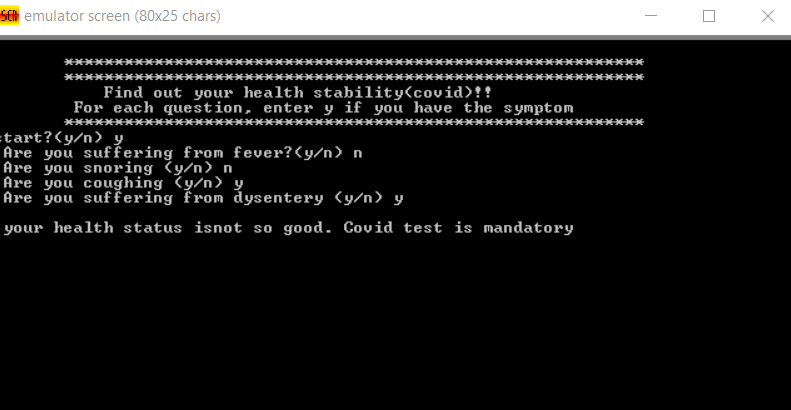 SCR emulator screen (80x25 chars)
**********************************************************
**********************************************************
Find out your health stability(covid)!!
For each question, enter y if you have the symptom
**********************************************************
start?(y/n) y
Are you suffering from fever?(y/n) n
Are you snoring (y/n) n
Are you coughing (y/n) y
Are you suffering from dysentery (y/n) y
your health status isnot so good. Covid test is mandatory